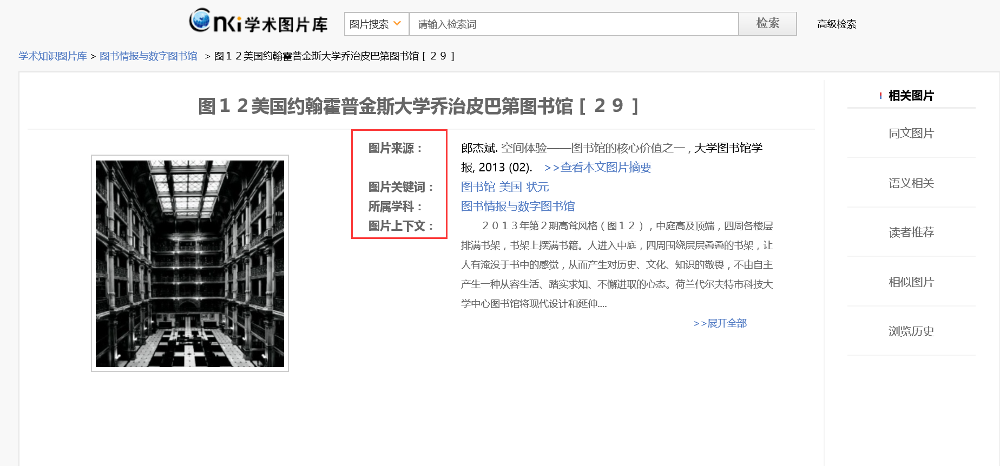 Cnki学术图片库
图片搜索
请输入检索词
检索
高级检索
学术知识图片库 > 图书情报与数字图书馆 > 图１２美国约翰霍普金斯大学乔治皮巴第图书馆［２９］
图１２美国约翰霍普金斯大学乔治皮巴第图书馆［２９］
图片来源：
郎杰斌. 空间体验——图书馆的核心价值之一 , 大学图书馆学
报, 2013 (02). >>查看本文图片摘要
图片关键词：
图书馆 美国 状元
所属学科：
图书情报与数字图书馆
图片上下文：
２０１３年第２期高耸风格（图１２），中庭高及顶端，四周各楼层
排满书架，书架上摆满书籍。人进入中庭，四周围绕层层叠叠的书架，让
人有淹没于书中的感觉，从而产生对历史、文化、知识的敬畏，不由自主
产生一种从容生活、踏实求知、不懈进取的心态。荷兰代尔夫特市科技大
学中心图书馆将现代设计和延伸....
>>展开全部
相关图片
同文图片
语义相关
读者推荐
相似图片
浏览历史